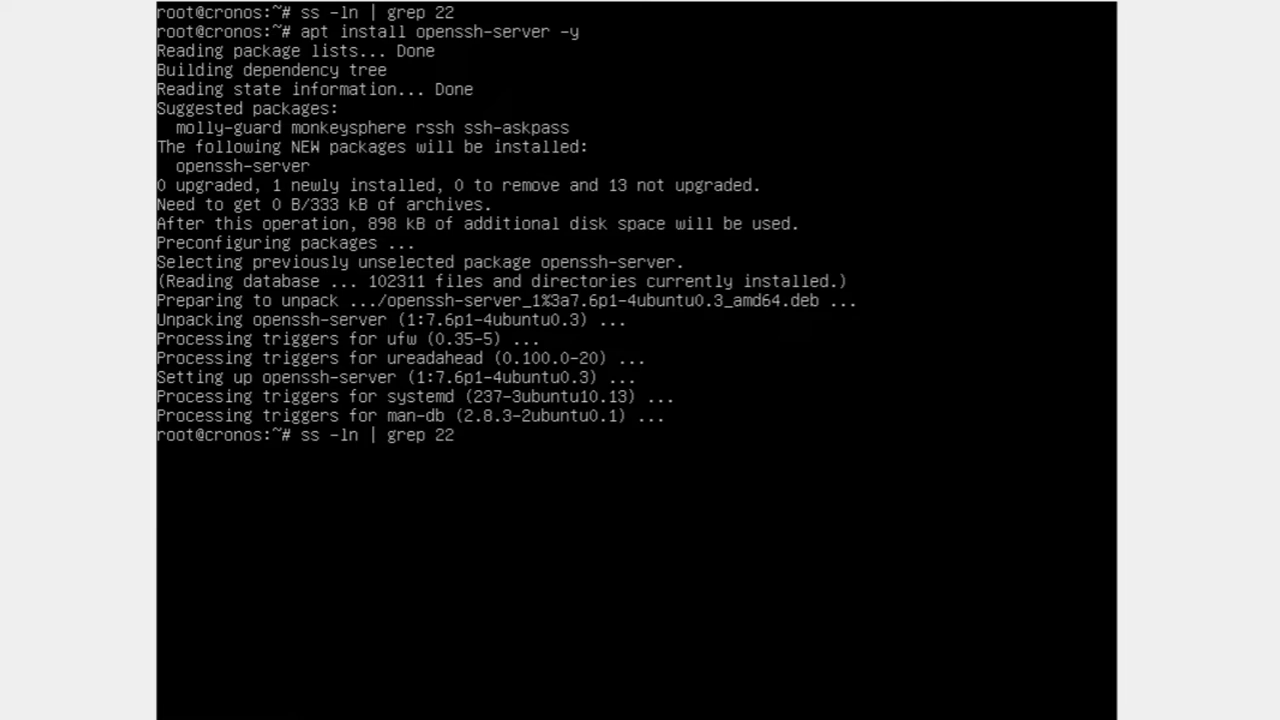 root@cronos:~# ss -ln | grep 22
root@cronos:~# apt install openssh-server -y
Reading package lists... Done
Building dependency tree
Reading state information... Done
Suggested packages:
  molly-guard monkeysphere rssh ssh-askpass
The following NEW packages will be installed:
  openssh-server
0 upgraded, 1 newly installed, 0 to remove and 13 not upgraded.
Need to get 0 B/333 kB of archives.
After this operation, 898 kB of additional disk space will be used.
Preconfiguring packages ...
Selecting previously unselected package openssh-server.
(Reading database ... 102311 files and directories currently installed.)
Preparing to unpack .../openssh-server_1%3a7.6p1-4ubuntu0.3_amd64.deb ...
Unpacking openssh-server (1:7.6p1-4ubuntu0.3) ...
Processing triggers for ufw (0.35-5) ...
Processing triggers for ureadahead (0.100.0-20) ...
Setting up openssh-server (1:7.6p1-4ubuntu0.3) ...
Processing triggers for systemd (237-3ubuntu10.13) ...
Processing triggers for man-db (2.8.3-2ubuntu0.1) ...
root@cronos:~# ss -ln | grep 22